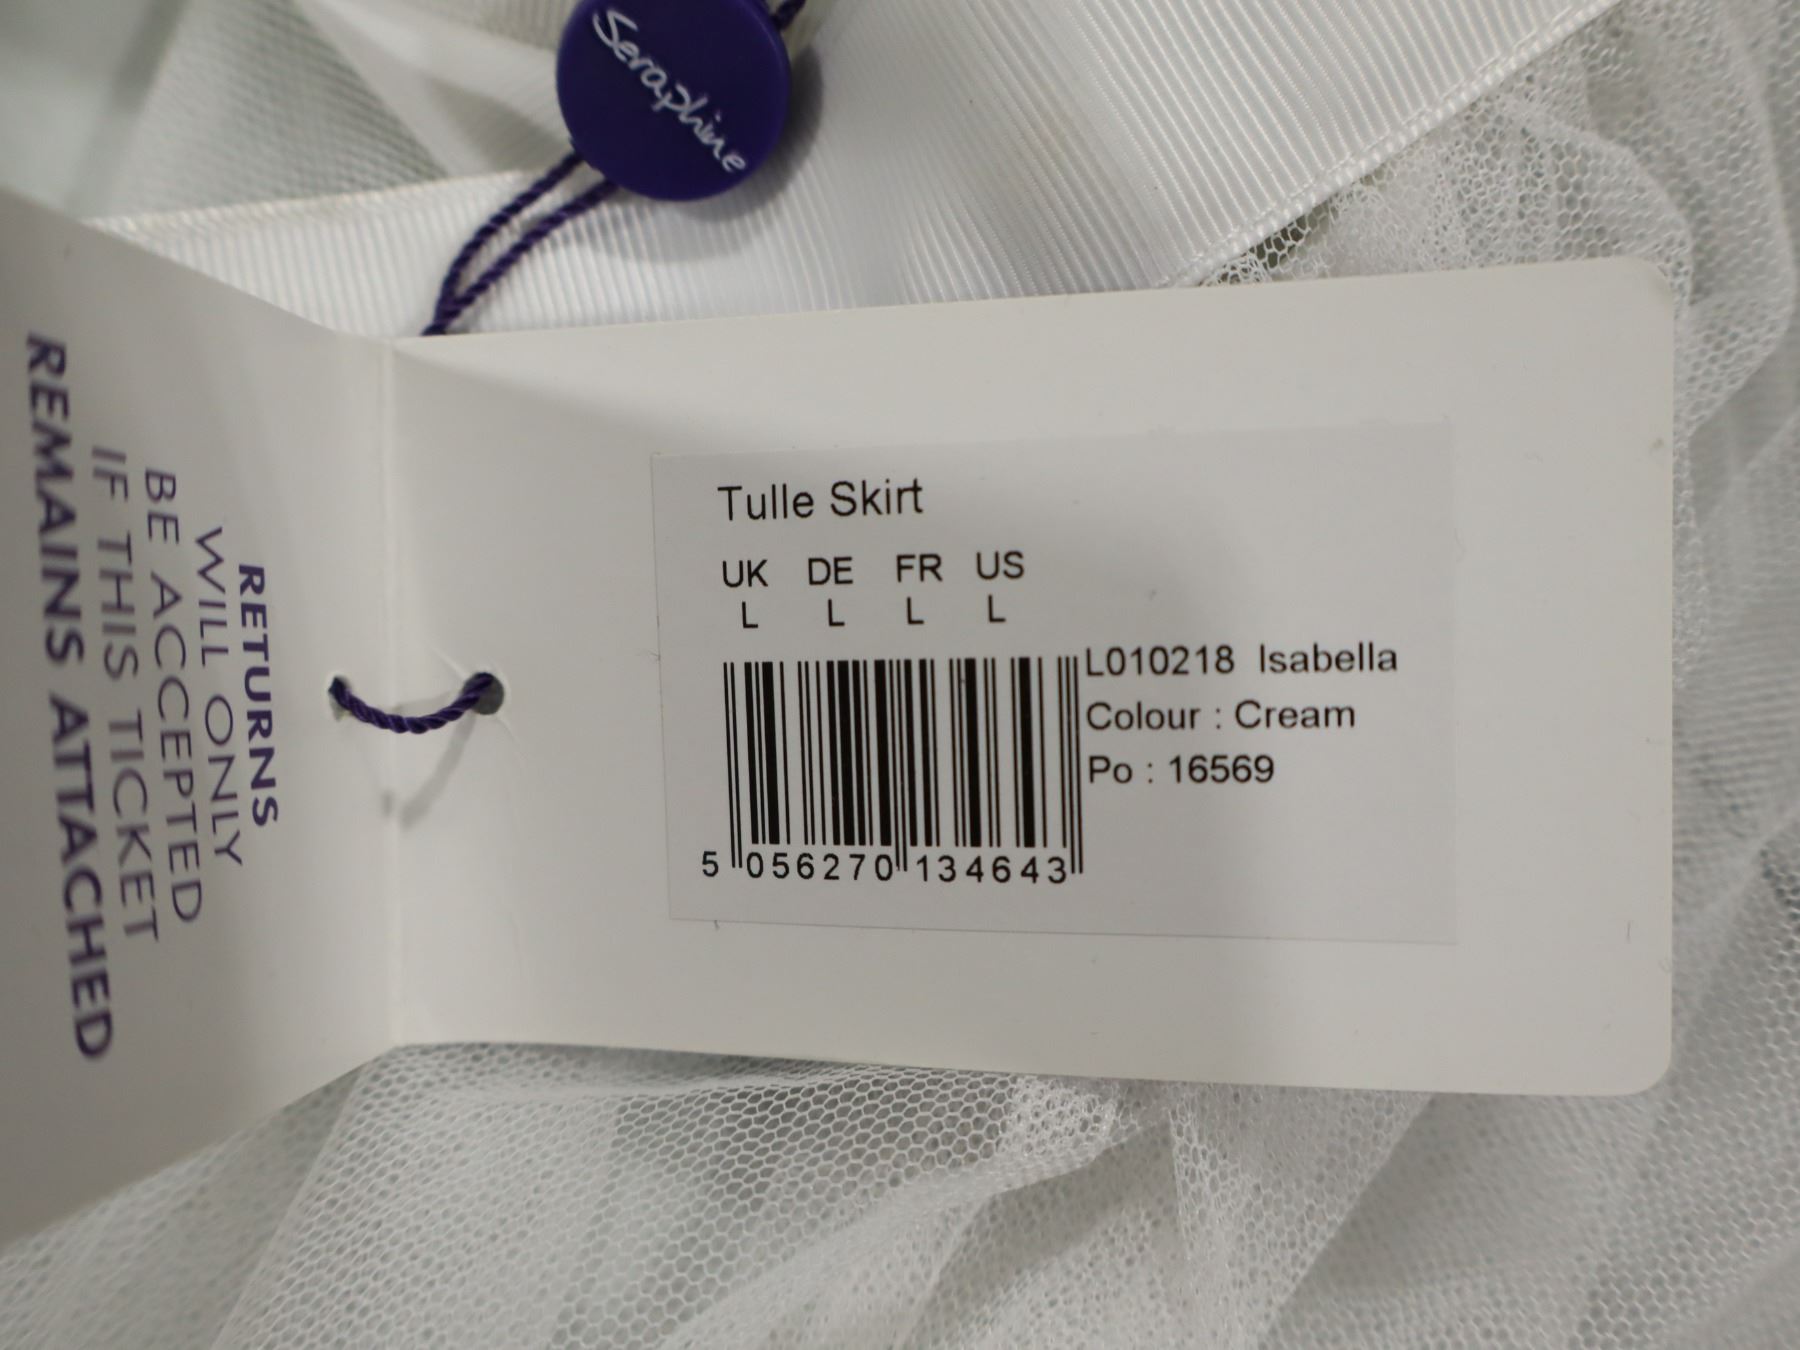 Seraphine
RETURNS
WILL ONLY
BE ACCEPTED
IF THIS TICKET
REMAINS ATTACHED
Tulle Skirt
UK DE FR US
L L L L
L010218 Isabella
Colour : Cream
Po : 16569
5 056270 134643